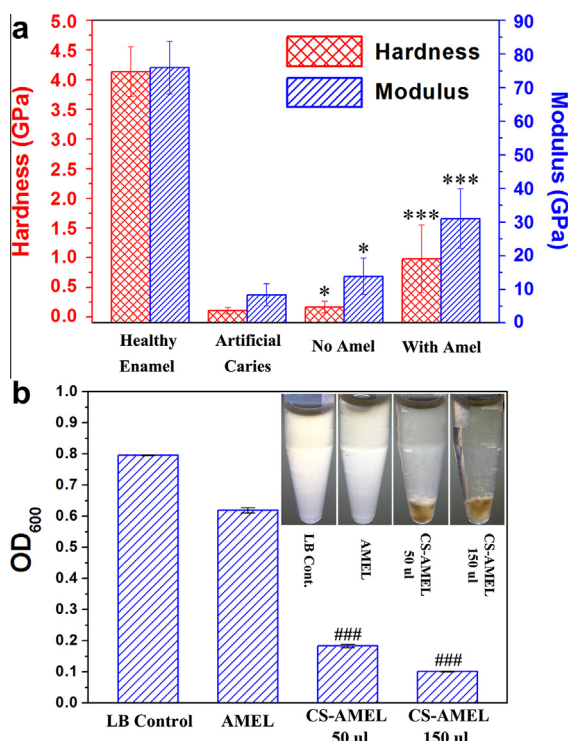 a
5.0
4.5
4.0
3.5
3.0
2.5
2.0
1.5
1.0
0.5
0.0
Hardness (GPa)
90
80
70
60
50
40
30
20
10
0
Modulus (GPa)
Hardness
Modulus
*
*
***
***
Healthy
Enamel
Artificial
Caries
No Amel
With Amel
b
1.0
0.9
0.8
0.7
0.6
0.5
0.4
0.3
0.2
0.1
0.0
OD600
LB Cont.
AMEL
CS-AMEL
50 ul
CS-AMEL
150 ul
###
###
LB Control
AMEL
CS-AMEL
50 ul
CS-AMEL
150 ul